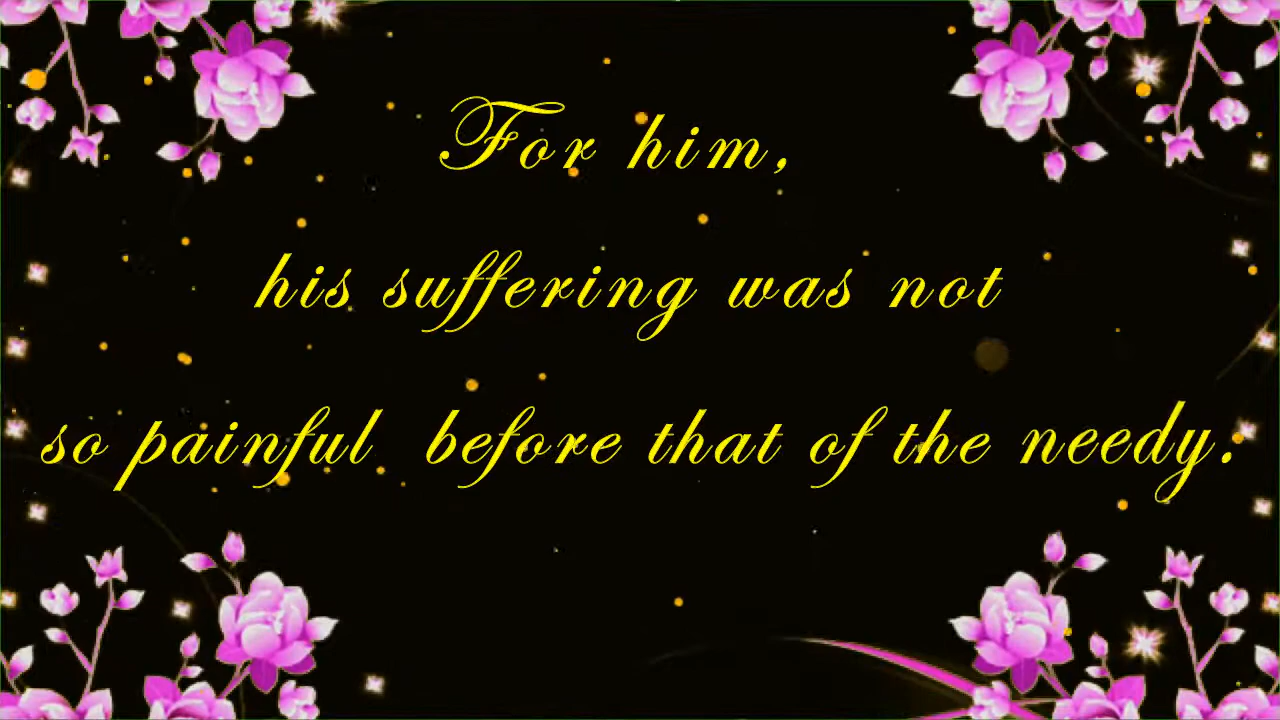 For him,
his suffering was not
so painful before that of the needy.